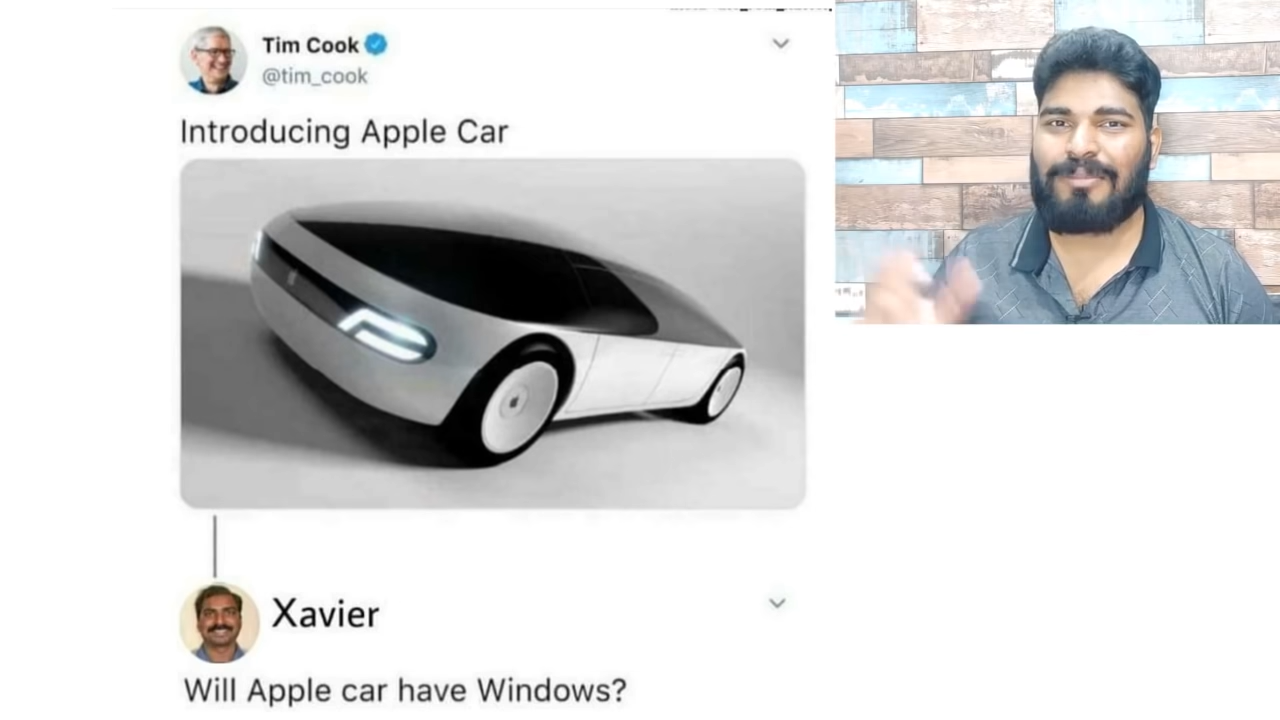 Tim Cook
@tim_cook
Introducing Apple Car
Xavier
Will Apple car have Windows?